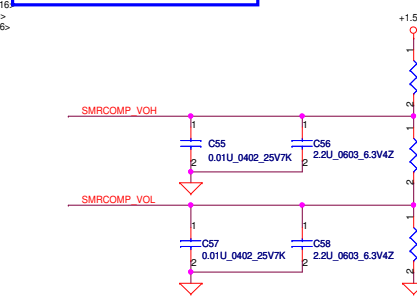 16>
>
6>
+1.5
1
2
SMRCOMP_VOH
1
1
1
C55
C56
0.01U_0402_25V7K
2.2U_0603_6.3V4Z
2
2
2
SMRCOMP_VOL
1
1
1
C57
C58
0.01U_0402_25V7K
2.2U_0603_6.3V4Z
2
2
2